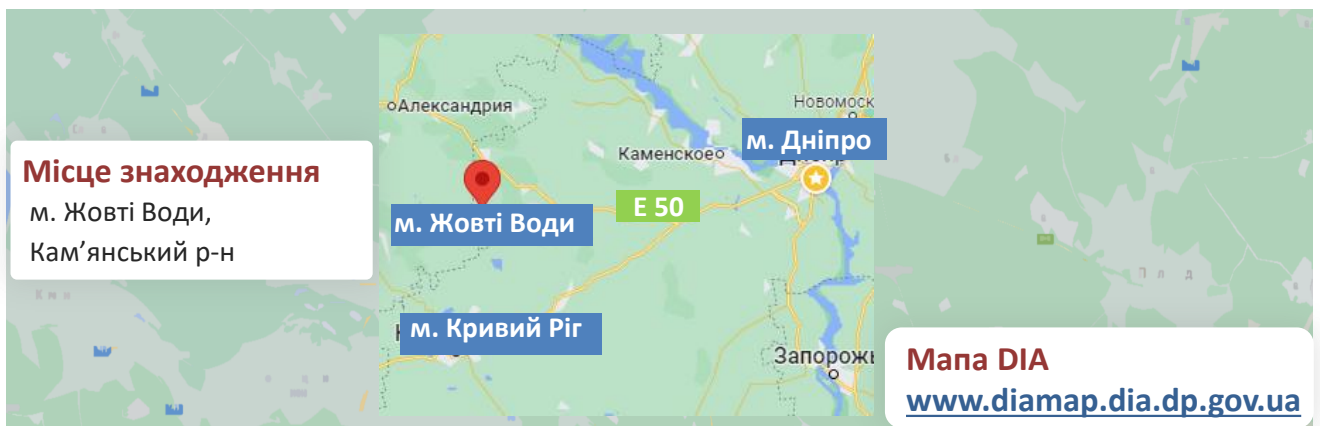 Місце знаходження
м. Жовті Води,
Кам’янський р-н
оАлександрия
Новомоск
м. Дніпро
Каменское
E 50
м. Жовті Води
м. Кривий Ріг
Запорожь
Мапа DIA
www.diamap.dia.dp.gov.ua